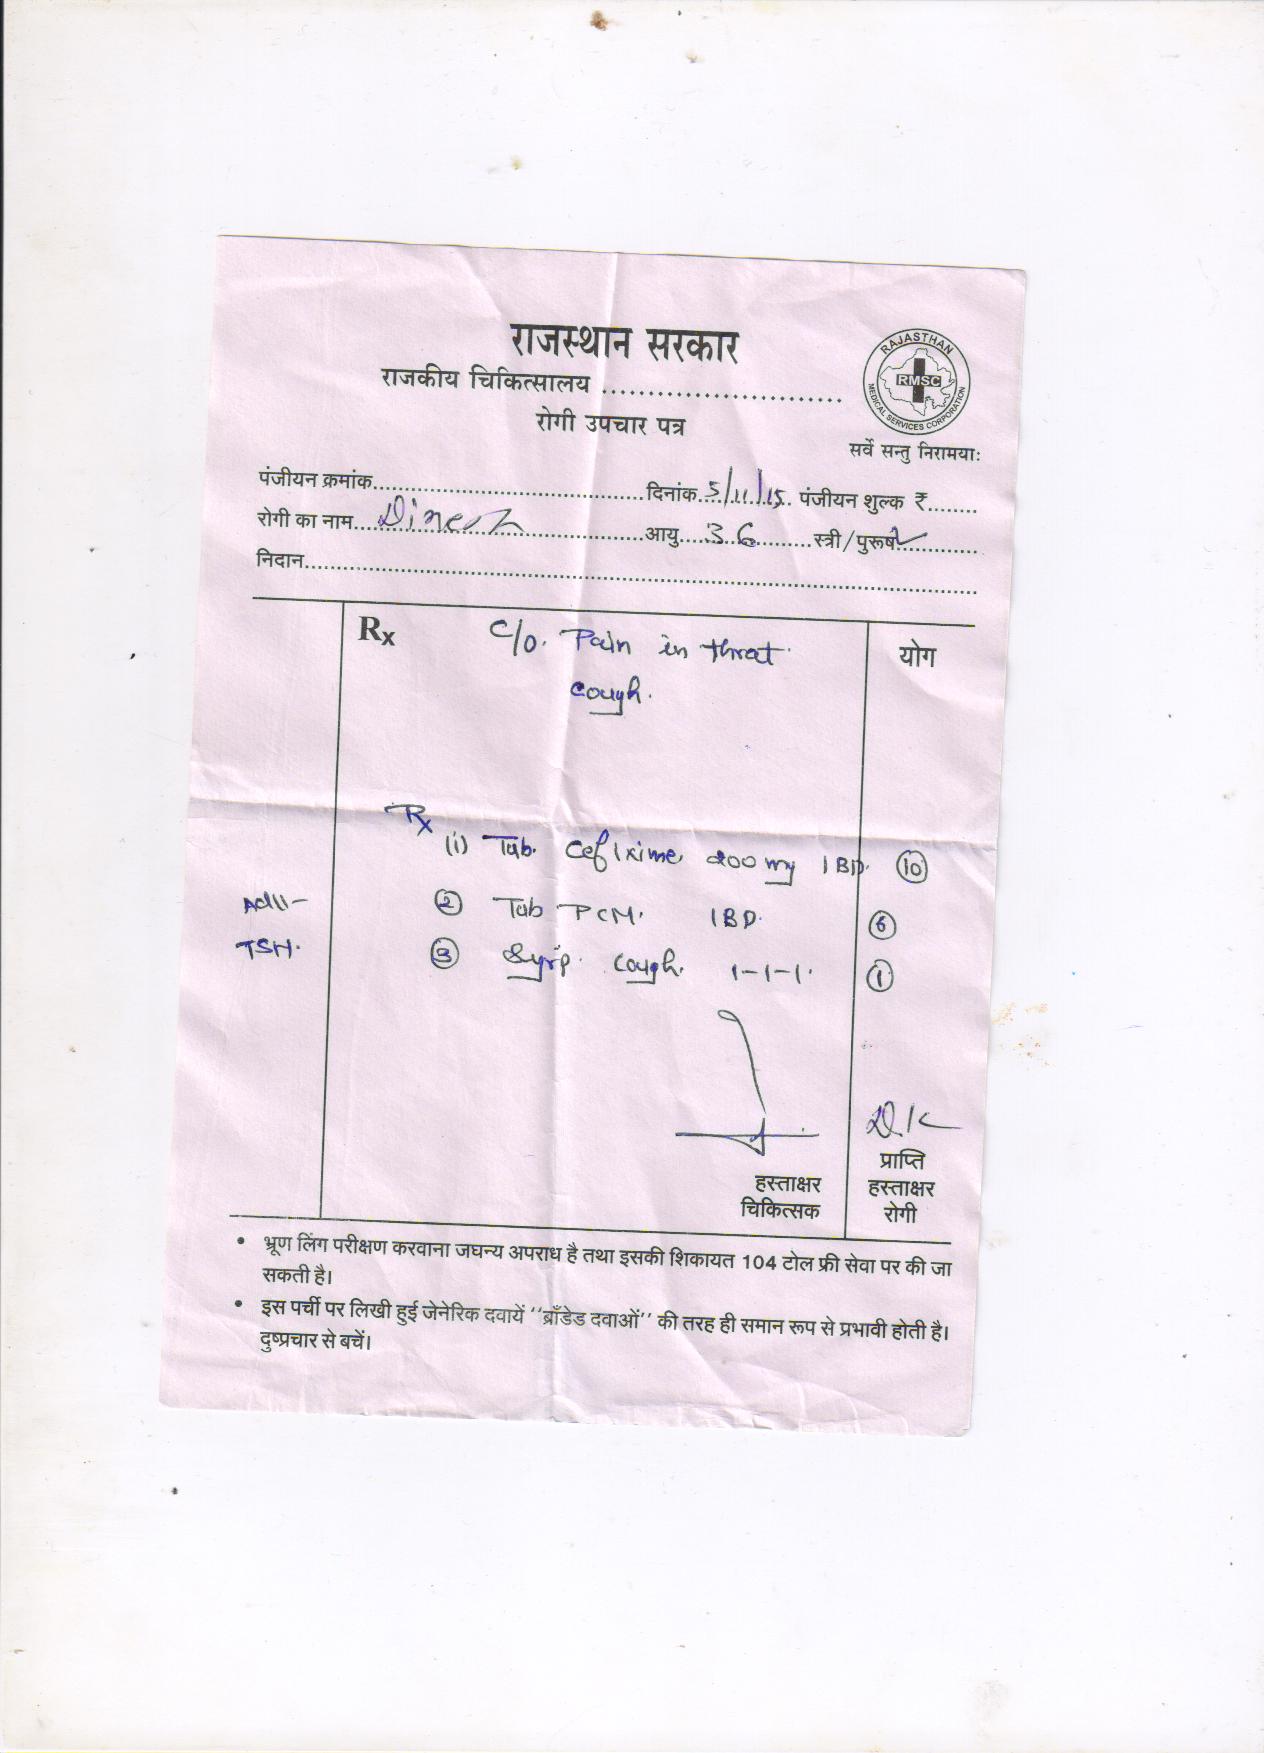 राजस्थान सरकार
राजकीय चिकित्सालय ..........................
रोगी उपचार पत्र
RAJASTHAN
RMSC
MEDICAL SERVICES CORPORATION
सर्वे सन्तु निरामयाः
पंजीयन क्रमांक....................दिनांक 5/11/15 पंजीयन शुल्क ₹........
रोगी का नाम Dinesh आयु 36 स्त्री/पुरूष ✓
निदान....................
Rx C/O. Pain in throt योग
cough.
Rx
(i) Tab. Cefixime 200 mg 1 BD. 10
Adv-
2 Tab PCM. 1 BD. 6
TSH.
3 Syrp. Cough. 1-1-1. 1
प्राप्ति
हस्ताक्षर हस्ताक्षर
चिकित्सक रोगी
• भ्रूण लिंग परीक्षण करवाना जघन्य अपराध है तथा इसकी शिकायत 104 टोल फ्री सेवा पर की जा
सकती है।
• इस पर्ची पर लिखी हुई जेनेरिक दवायें ''ब्राँडेड दवाओं'' की तरह ही समान रूप से प्रभावी होती है।
दुष्प्रचार से बचें।